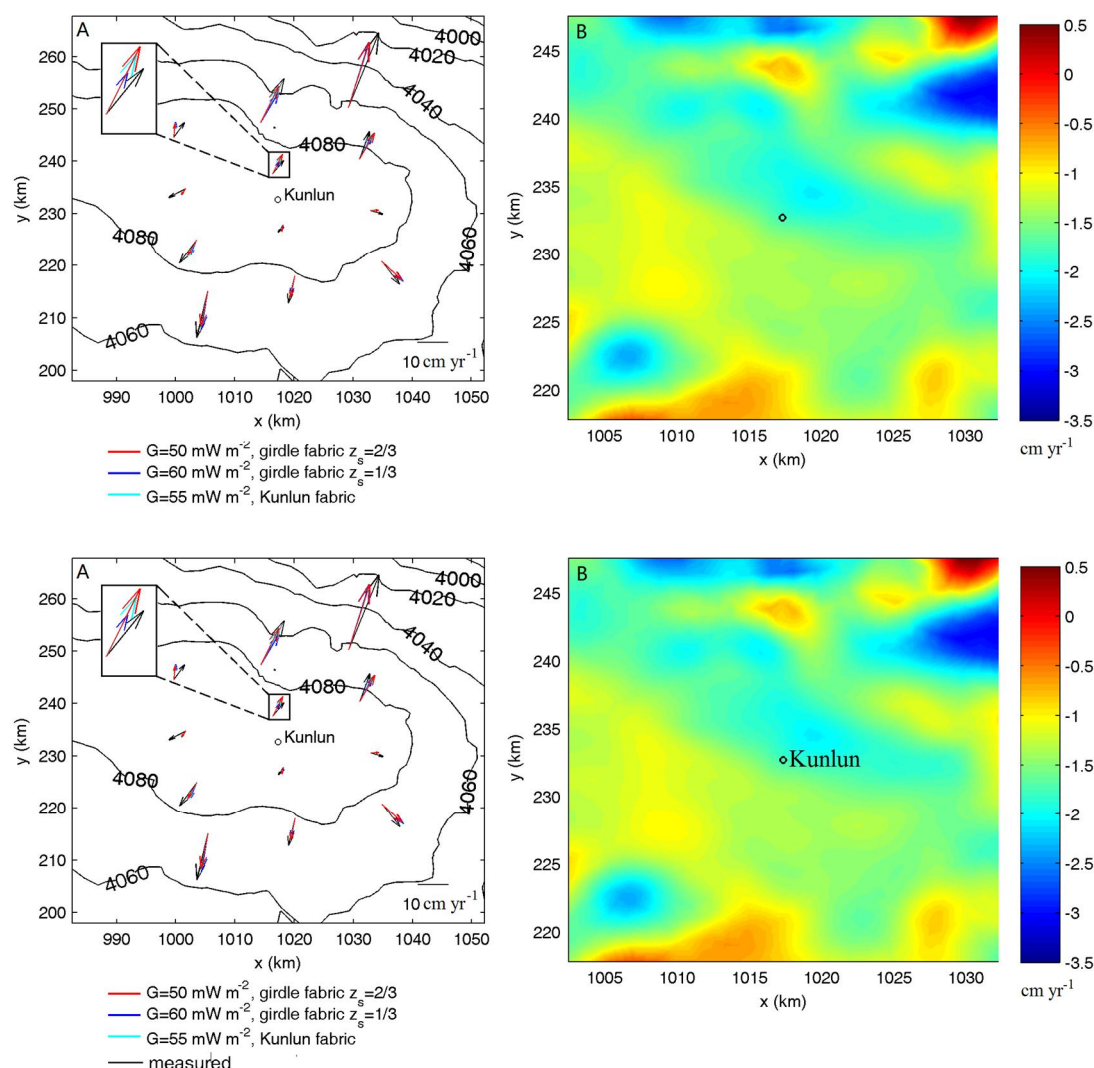 A
4000
4020
4040
4080
4060
4080
4060
Kunlun
10 cm yr-1
260
250
240
230
220
210
200
y (km)
990 1000 1010 1020 1030 1040 1050
x (km)
G=50 mW m-2, girdle fabric zs=2/3
G=60 mW m-2, girdle fabric zs=1/3
G=55 mW m-2, Kunlun fabric
B
245
240
235
230
225
220
y (km)
1005 1010 1015 1020 1025 1030
x (km)
0.5
0
-0.5
-1
-1.5
-2
-2.5
-3
-3.5
cm yr-1
A
4000
4020
4040
4080
4060
4080
4060
Kunlun
10 cm yr-1
260
250
240
230
220
210
200
y (km)
990 1000 1010 1020 1030 1040 1050
x (km)
G=50 mW m-2, girdle fabric zs=2/3
G=60 mW m-2, girdle fabric zs=1/3
G=55 mW m-2, Kunlun fabric
measured
B
Kunlun
245
240
235
230
225
220
y (km)
1005 1010 1015 1020 1025 1030
x (km)
0.5
0
-0.5
-1
-1.5
-2
-2.5
-3
-3.5
cm yr-1